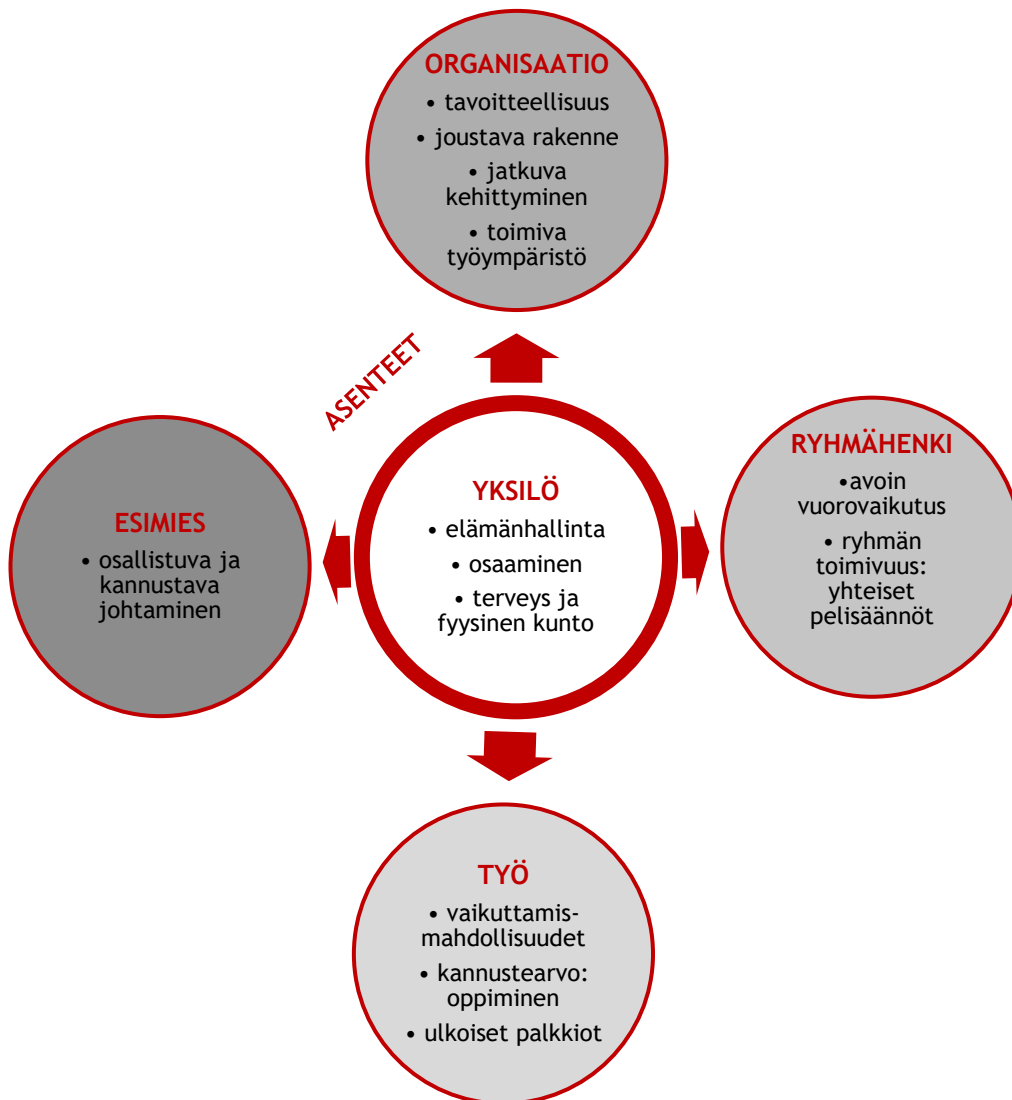 ORGANISAATIO
• tavoitteellisuus
• joustava rakenne
• jatkuva
kehittyminen
• toimiva
työympäristö
ASENTEET
ESIMIES
• osallistuva ja
kannustava
johtaminen
YKSILÖ
• elämänhallinta
• osaaminen
• terveys ja
fyysinen kunto
RYHMÄHENKI
•avoin
vuorovaikutus
• ryhmän
toimivuus:
yhteiset
pelisäännöt
TYÖ
• vaikuttamis-
mahdollisuudet
• kannustearvo:
oppiminen
• ulkoiset palkkiot